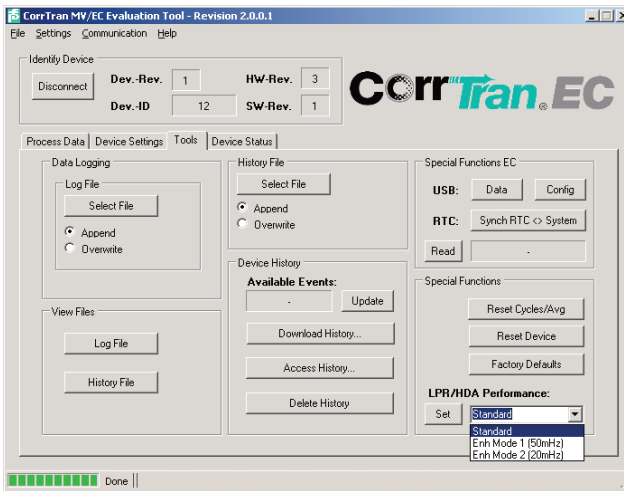 CorrTran MV/EC Evaluation Tool - Revision 2.0.0.1
File Settings Communication Help
Identify Device
Disconnect
Dev.-Rev. 1 HW-Rev. 3
Dev.-ID 12 SW-Rev. 1
CorrTran® EC
Process Data Device Settings Tools Device Status
Data Logging
Log File
Select File
Append
Overwrite
View Files
Log File
History File
History File
Select File
Append
Overwrite
Device History
Available Events:
- Update
Download History...
Access History...
Delete History
Special Functions EC
USB: Data Config
RTC: Synch RTC <> System
Read -
Special Functions
Reset Cycles/Avg
Reset Device
Factory Defaults
LPR/HDA Performance:
Set Standard
Standard
Enh Mode 1 (50mHz)
Enh Mode 2 (20mHz)
Done